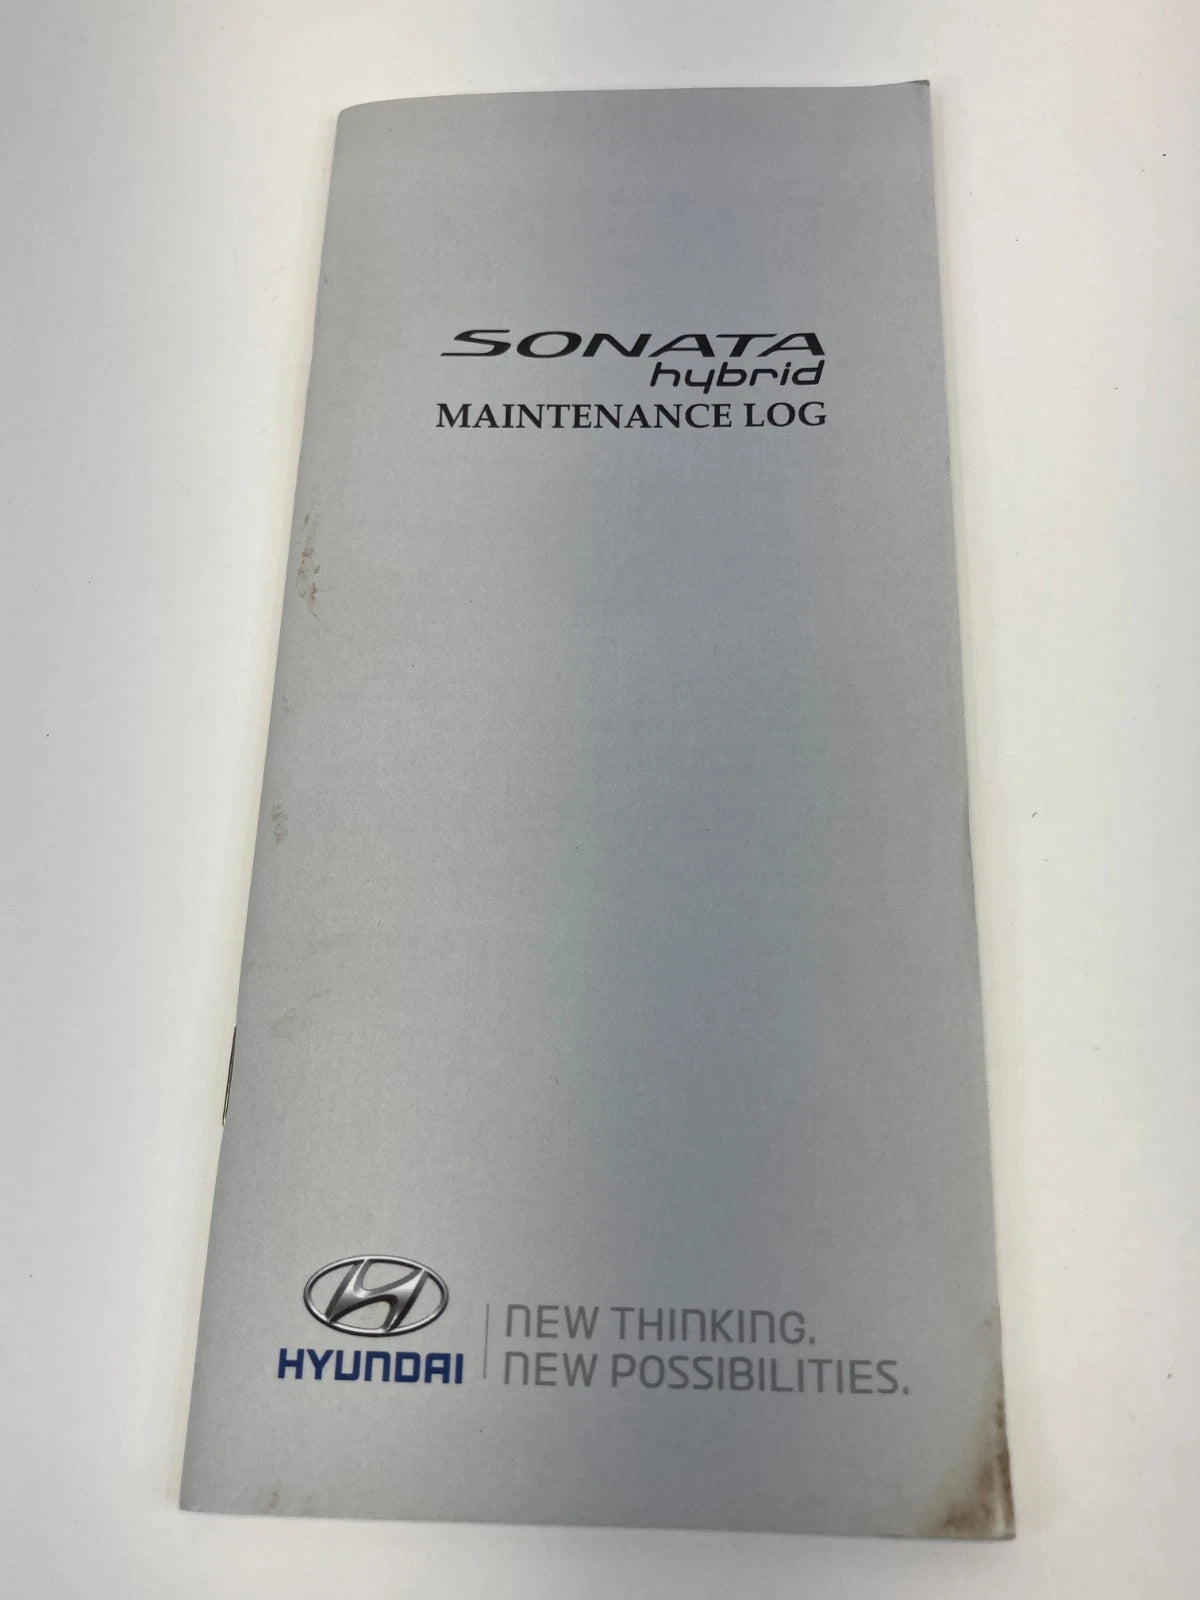 SONATA
hybrid
MAINTENANCE LOG
HYUNDAI
NEW THINKING.
NEW POSSIBILITIES.